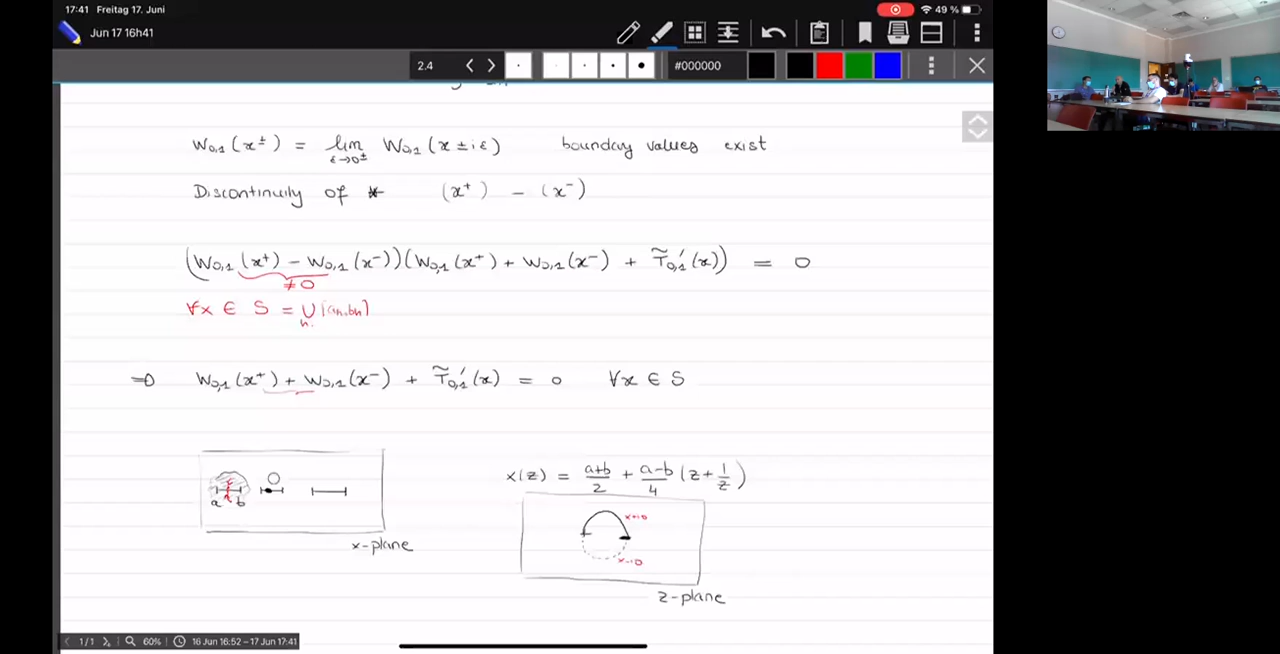 17:41 Freitag 17. Juni
49 %
Jun 17 16h41
2.4
#000000
W₀,₁(x±) = lim ε→0± W₀,₁(x ± iε) boundary values exist
Discontinuity of * (x⁺) − (x⁻)
(W₀,₁(x⁺) − W₀,₁(x⁻))(W₀,₁(x⁺) + W₀,₁(x⁻) + T̃₀,₁'(x)) = 0
≠0
∀x ∈ S = ∪ [an,bn]
n.
⇒ W₀,₁(x⁺) + W₀,₁(x⁻) + T̃₀,₁'(x) = 0 ∀x ∈ S
x(z) = a+b/2 + a−b/4 (z + 1/z)
a b
x+i0
x−i0
x-plane
z-plane
1/1 60% 16 Jun 16:52 – 17 Jun 17:41